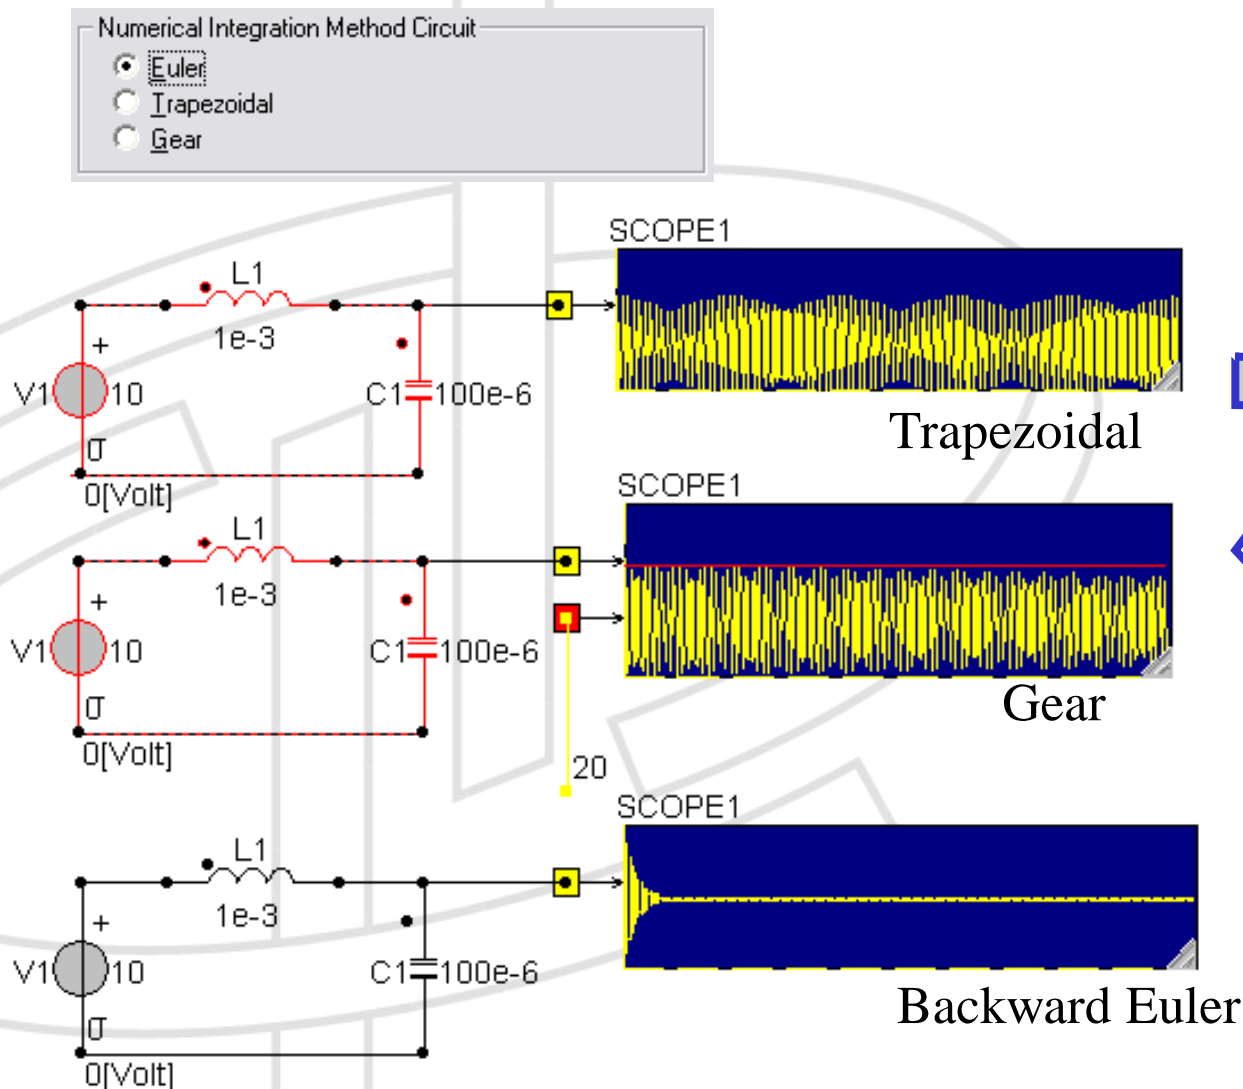 Numerical Integration Method Circuit
Euler
Trapezoidal
Gear
SCOPE1
L1
1e-3
+
V1 10
C1 100e-6
0[Volt]
Trapezoidal
SCOPE1
L1
1e-3
+
V1 10
C1 100e-6
0[Volt]
20
Gear
SCOPE1
L1
1e-3
+
V1 10
C1 100e-6
0[Volt]
Backward Euler